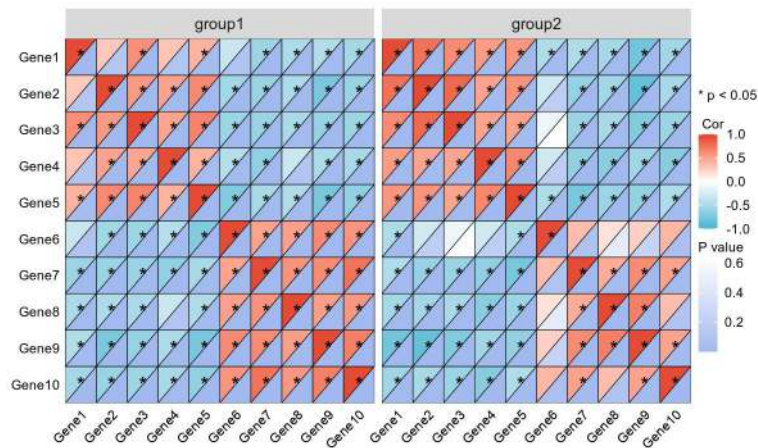 group1 group2
Gene1
Gene2
Gene3
Gene4
Gene5
Gene6
Gene7
Gene8
Gene9
Gene10
* p < 0.05
Cor
1.0
0.5
0.0
-0.5
-1.0
P value
0.6
0.4
0.2
Gene1 Gene2 Gene3 Gene4 Gene5 Gene6 Gene7 Gene8 Gene9 Gene10 Gene1 Gene2 Gene3 Gene4 Gene5 Gene6 Gene7 Gene8 Gene9 Gene10